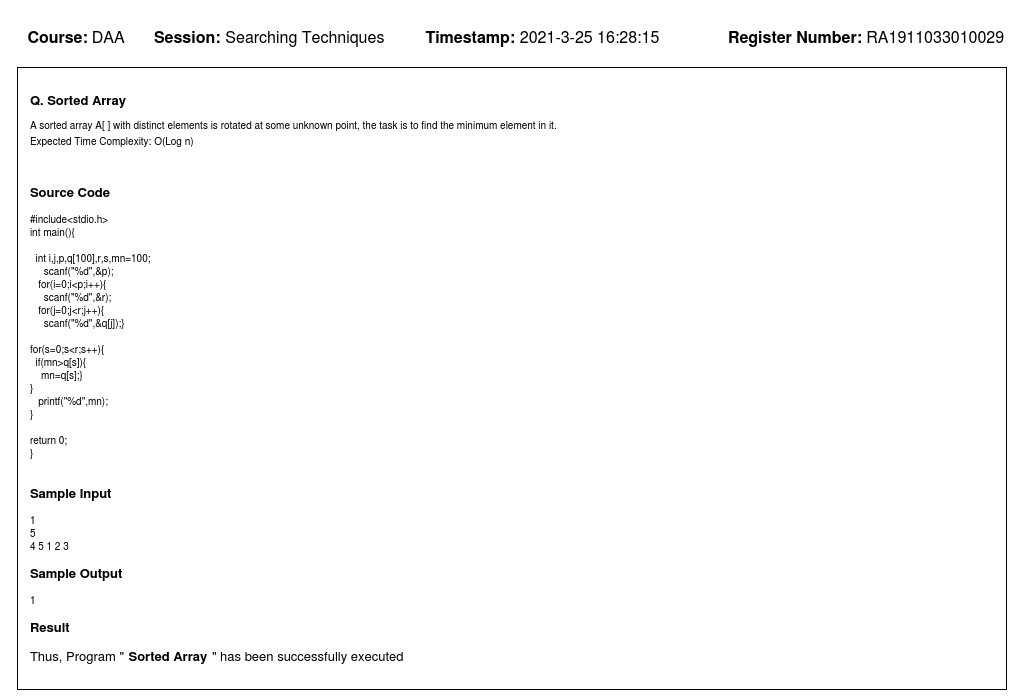 Course: DAA Session: Searching Techniques Timestamp: 2021-3-25 16:28:15 Register Number: RA1911033010029
Q. Sorted Array
A sorted array A[ ] with distinct elements is rotated at some unknown point, the task is to find the minimum element in it.
Expected Time Complexity: O(Log n)
Source Code
#include<stdio.h>
int main(){
int i,j,p,q[100],r,s,mn=100;
scanf("%d",&p);
for(i=0;i<p;i++){
scanf("%d",&r);
for(j=0;j<r;j++){
scanf("%d",&q[j]);}
for(s=0;s<r;s++){
if(mn>q[s]){
mn=q[s];}
}
printf("%d",mn);
}
return 0;
}
Sample Input
1
5
4 5 1 2 3
Sample Output
1
Result
Thus, Program " Sorted Array " has been successfully executed